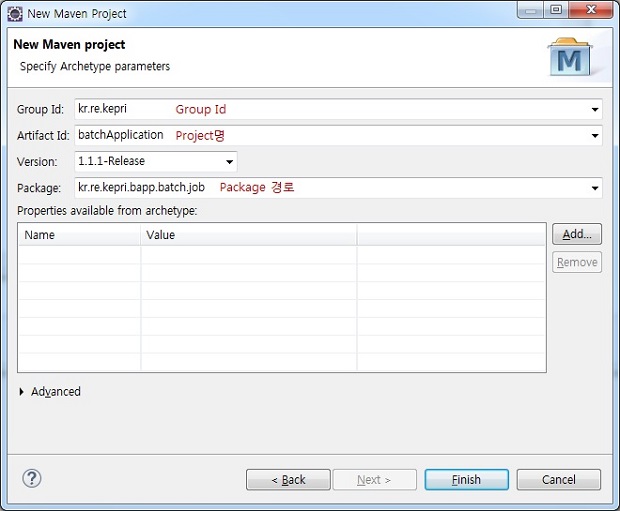 New Maven Project
New Maven project
Specify Archetype parameters
M
Group Id: kr.re.kepri Group Id
Artifact Id: batchApplication Project명
Version: 1.1.1-Release
Package: kr.re.kepri.bapp.batch.job Package 경로
Properties available from archetype:
Name Value
Add...
Remove
Advanced
? < Back Next > Finish Cancel